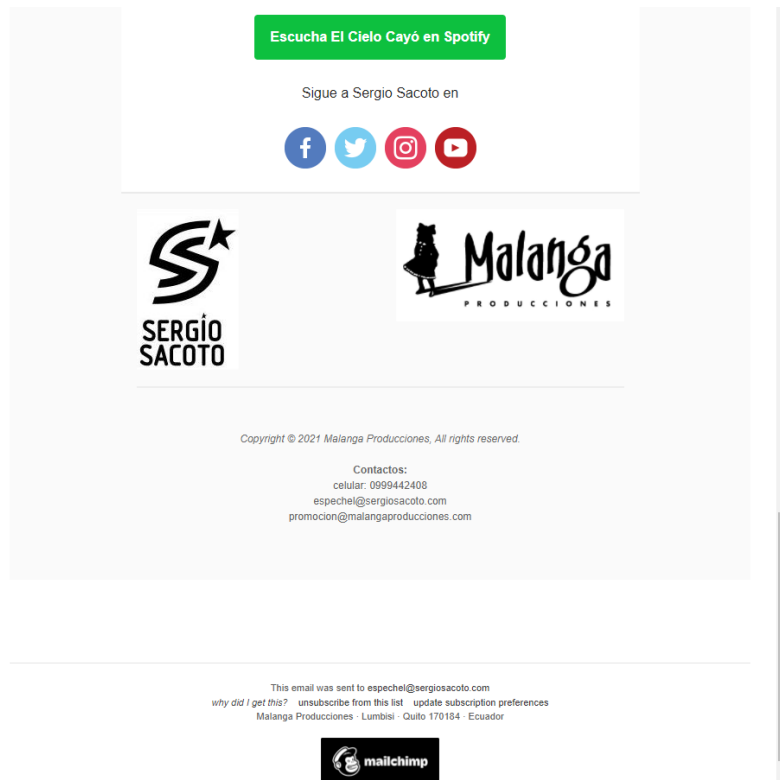 Escucha El Cielo Cayó en Spotify
Sigue a Sergio Sacoto en
SERGIO
SACOTO
Malanga
PRODUCCIONES
Copyright © 2021 Malanga Producciones, All rights reserved.
Contactos:
celular: 0999442408
espechel@sergiosacoto.com
promocion@malangaproducciones.com
This email was sent to espechel@sergiosacoto.com
why did I get this? unsubscribe from this list update subscription preferences
Malanga Producciones · Lumbisi · Quito 170184 · Ecuador
mailchimp